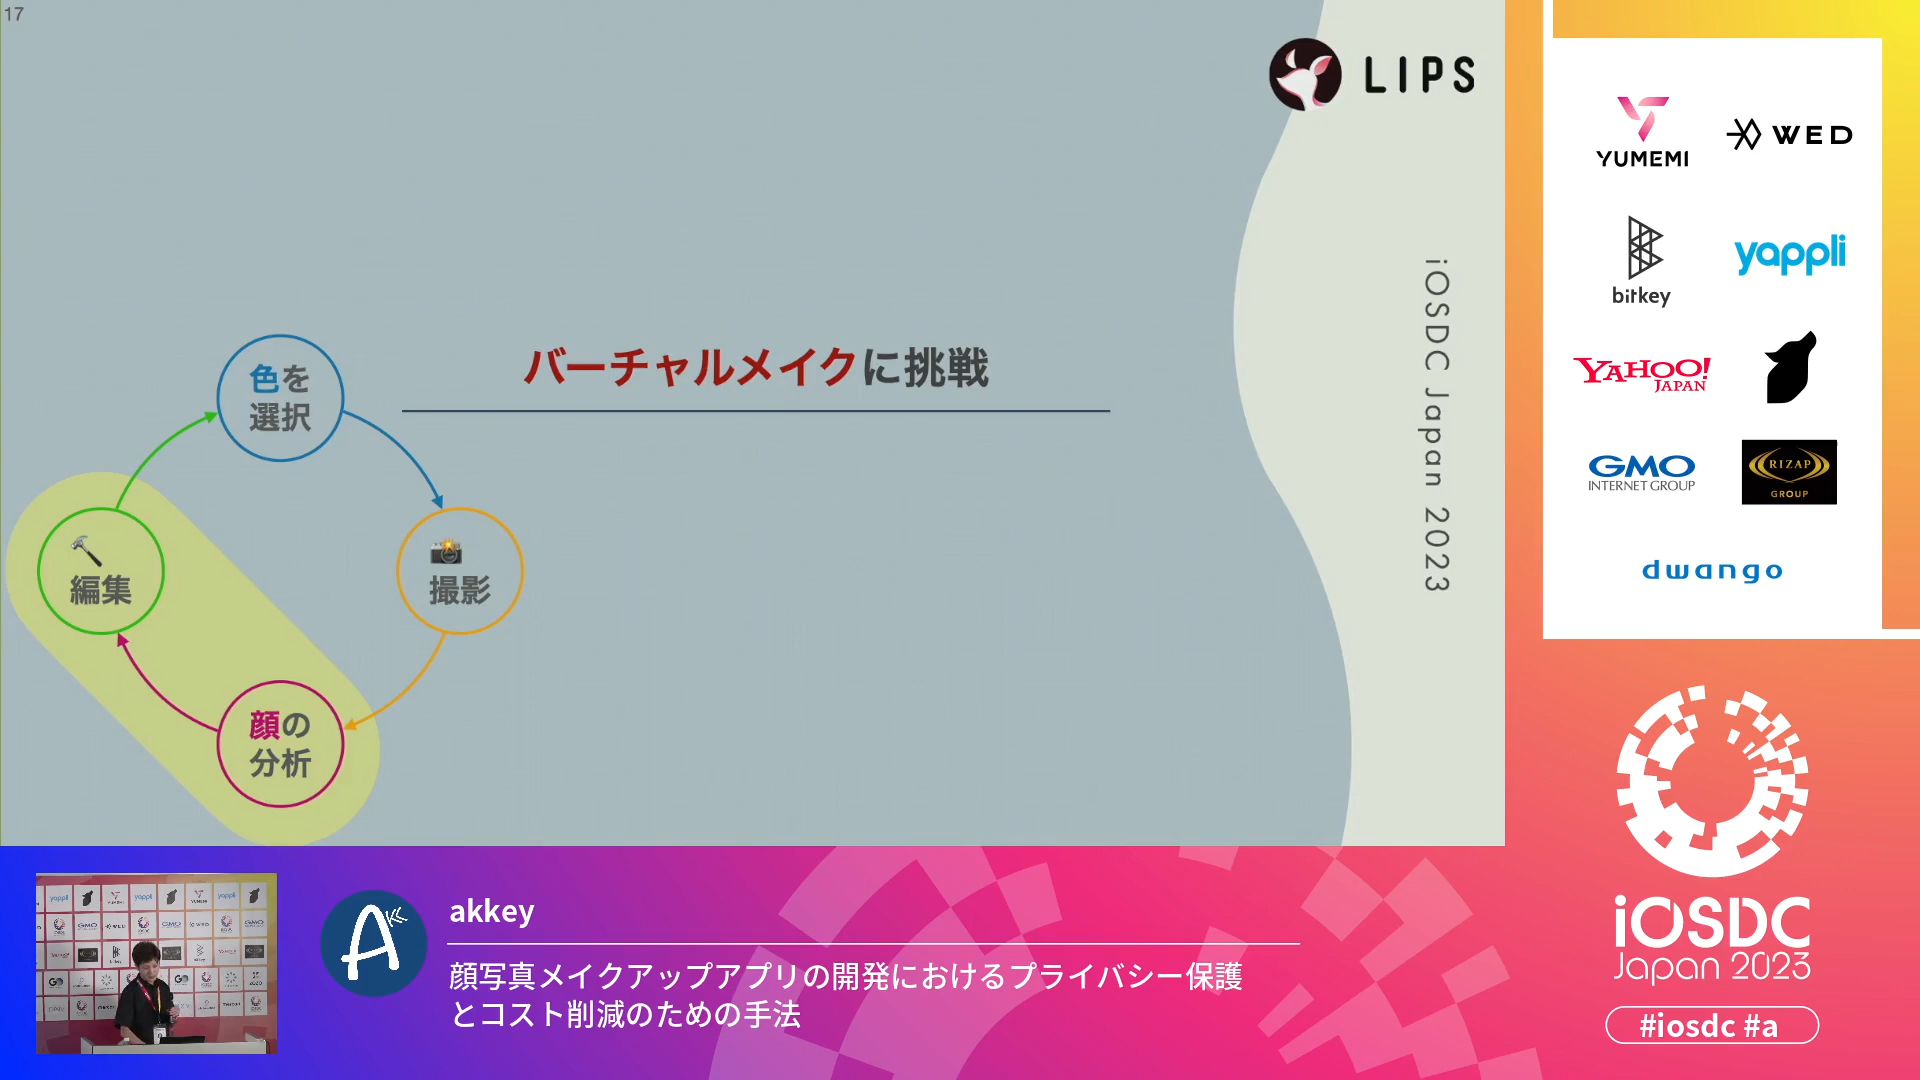 17
LIPS
iOSDC Japan 2023
バーチャルメイクに挑戦
色を
選択
撮影
顔の
分析
編集
YUMEMI
WED
bitkey
yappli
YAHOO!
JAPAN
GMO
INTERNET GROUP
RIZAP
GROUP
dwango
iOSDC
Japan 2023
#iosdc #a
akkey
顔写真メイクアップアプリの開発におけるプライバシー保護
とコスト削減のための手法